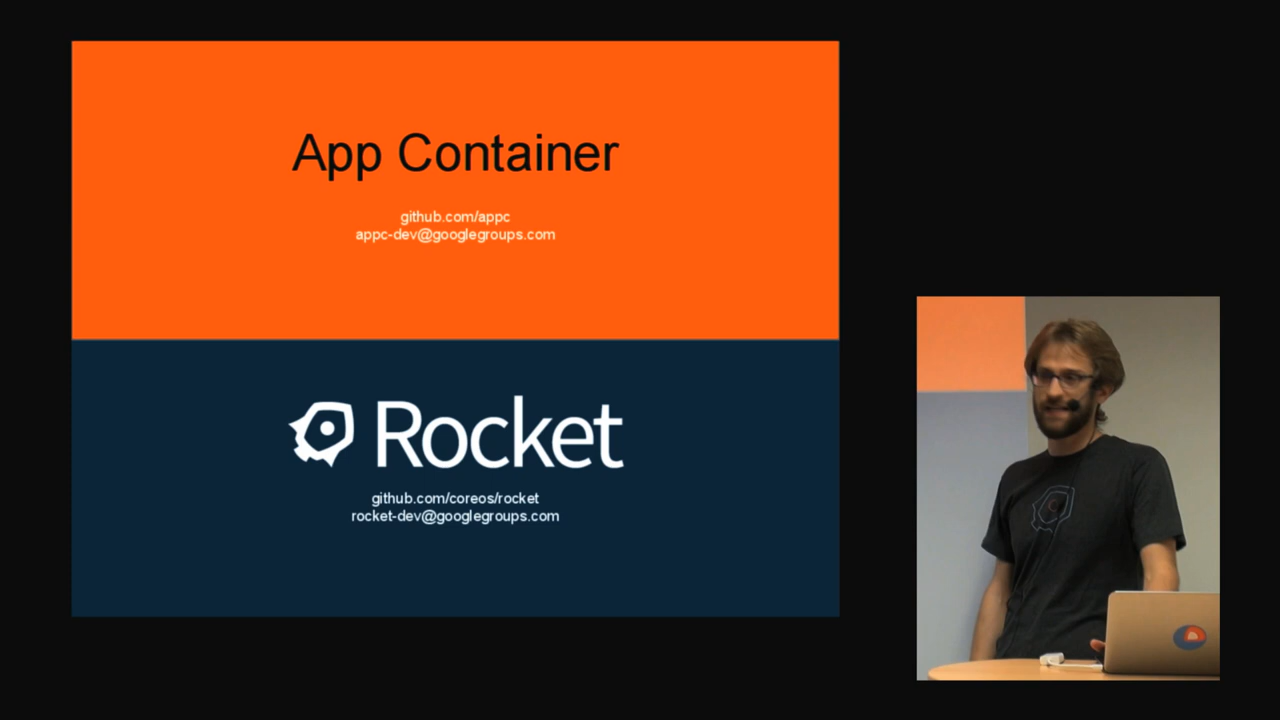 App Container
github.com/appc
appc-dev@googlegroups.com
Rocket
github.com/coreos/rocket
rocket-dev@googlegroups.com